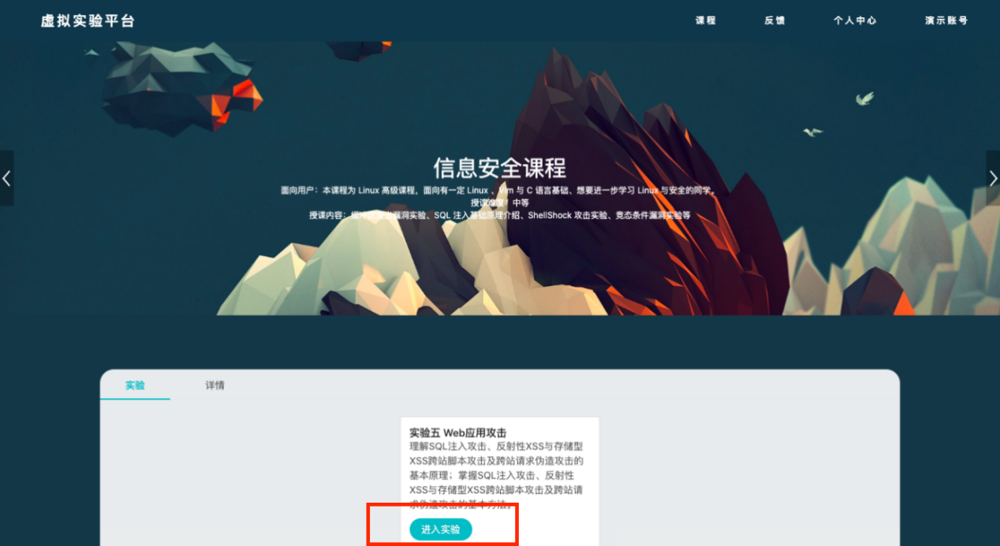 虚拟实验平台
课程 反馈 个人中心 演示账号
信息安全课程
面向用户：本课程为 Linux 高级课程，面向有一定 Linux 、Vim 与 C 语言基础、想要进一步学习 Linux 与安全的同学。
授课难度：中等
授课内容：缓冲区溢出漏洞实验、SQL 注入基础原理介绍、ShellShock 攻击实验、竞态条件漏洞实验等
实验 详情
实验五 Web应用攻击
理解SQL注入攻击、反射性XSS与存储型
XSS跨站脚本攻击及跨站请求伪造攻击的
基本原理；掌握SQL注入攻击、反射性
XSS与存储型XSS跨站脚本攻击及跨站请
求伪造攻击的基本方法。
进入实验